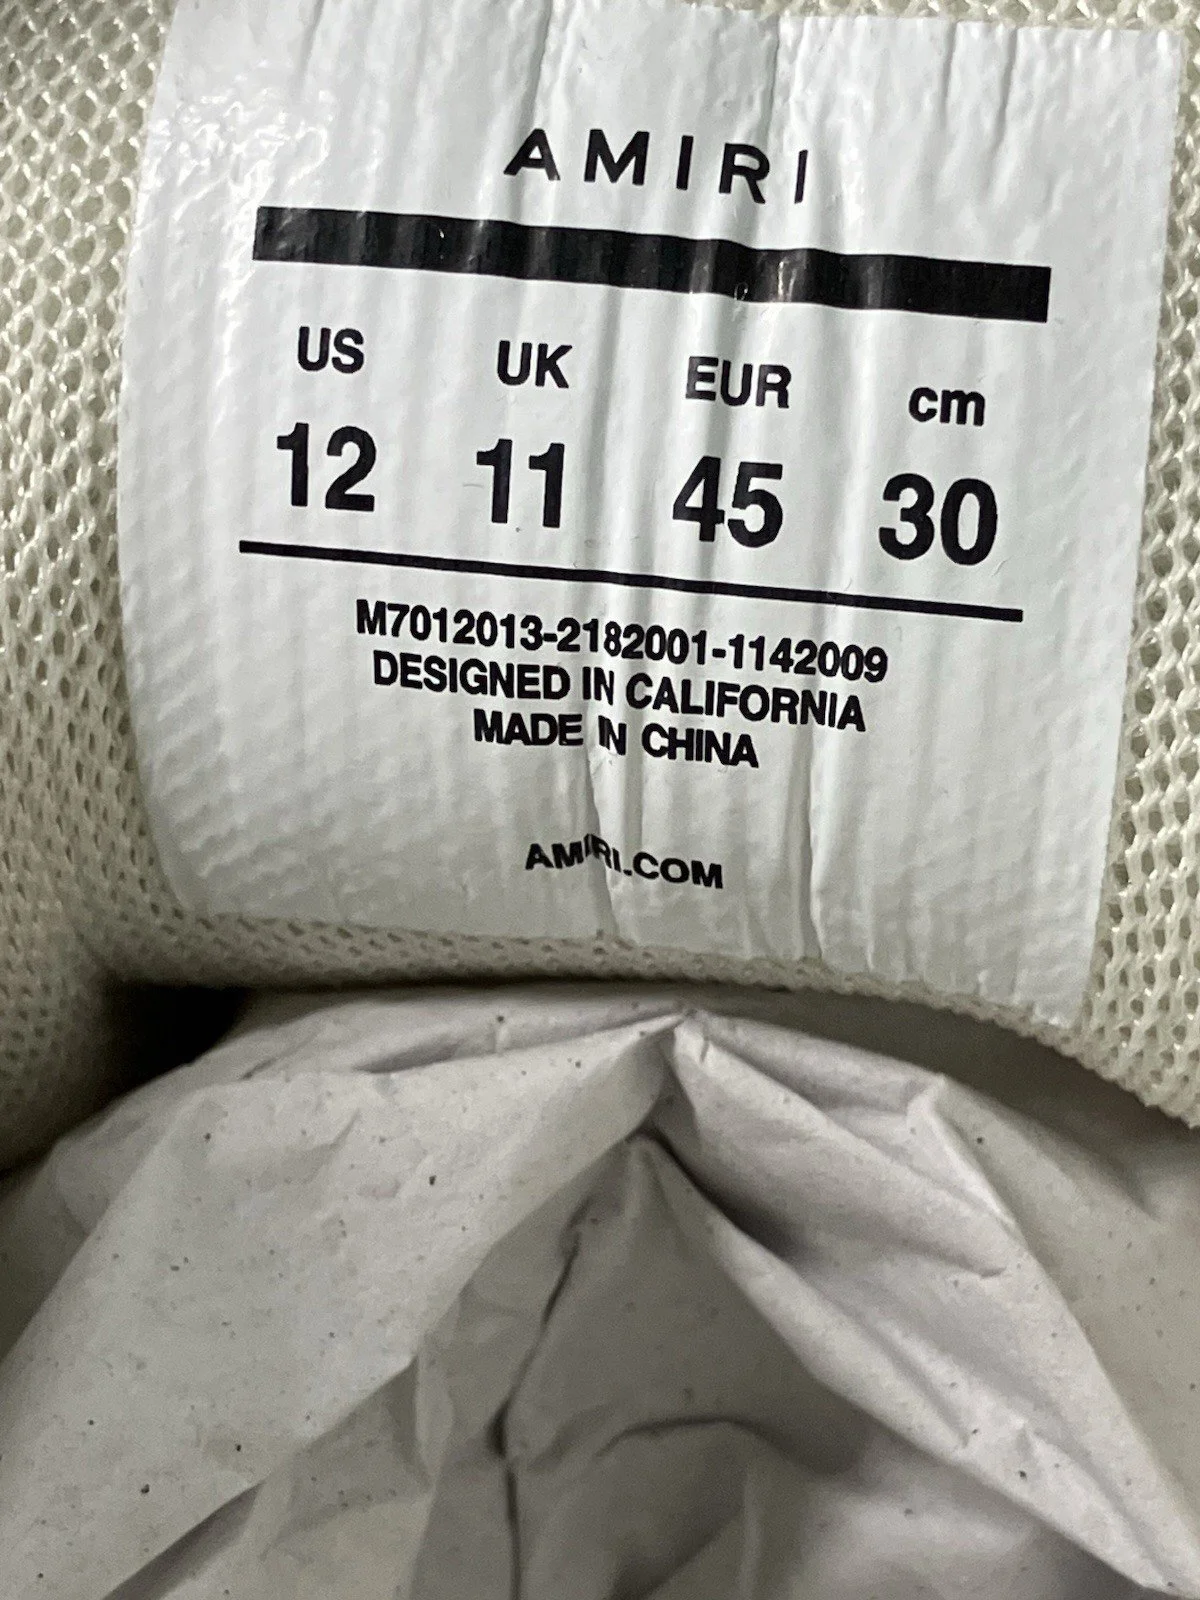 AMIRI
US UK EUR cm
12 11 45 30
M7012013-2182001-1142009
DESIGNED IN CALIFORNIA
MADE IN CHINA
AMIRI.COM